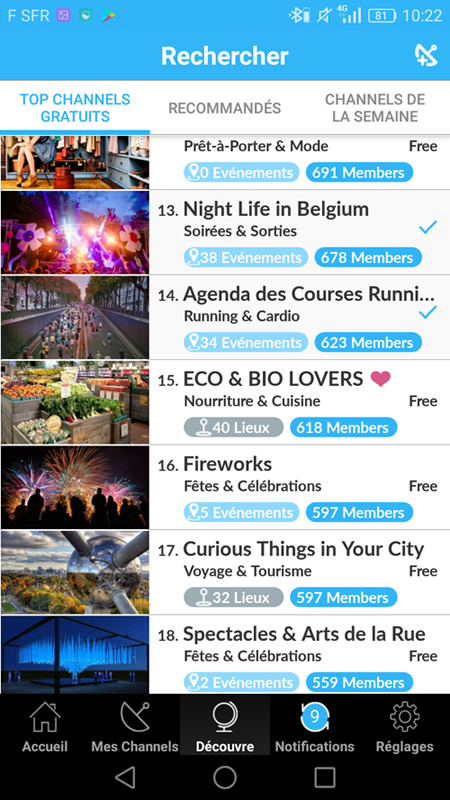 F SFR 4G 81 10:22
Rechercher
TOP CHANNELS
GRATUITS
RECOMMANDÉS
CHANNELS DE
LA SEMAINE
Prêt-à-Porter & Mode Free
0 Evénements 691 Members
13. Night Life in Belgium
Soirées & Sorties
38 Evénements 678 Members
14. Agenda des Courses Runni...
Running & Cardio
34 Evénements 623 Members
15. ECO & BIO LOVERS
Nourriture & Cuisine Free
40 Lieux 618 Members
16. Fireworks
Fêtes & Célébrations Free
5 Evénements 597 Members
17. Curious Things in Your City
Voyage & Tourisme Free
32 Lieux 597 Members
18. Spectacles & Arts de la Rue
Fêtes & Célébrations Free
2 Evénements 559 Members
9
Accueil Mes Channels Découvre Notifications Réglages